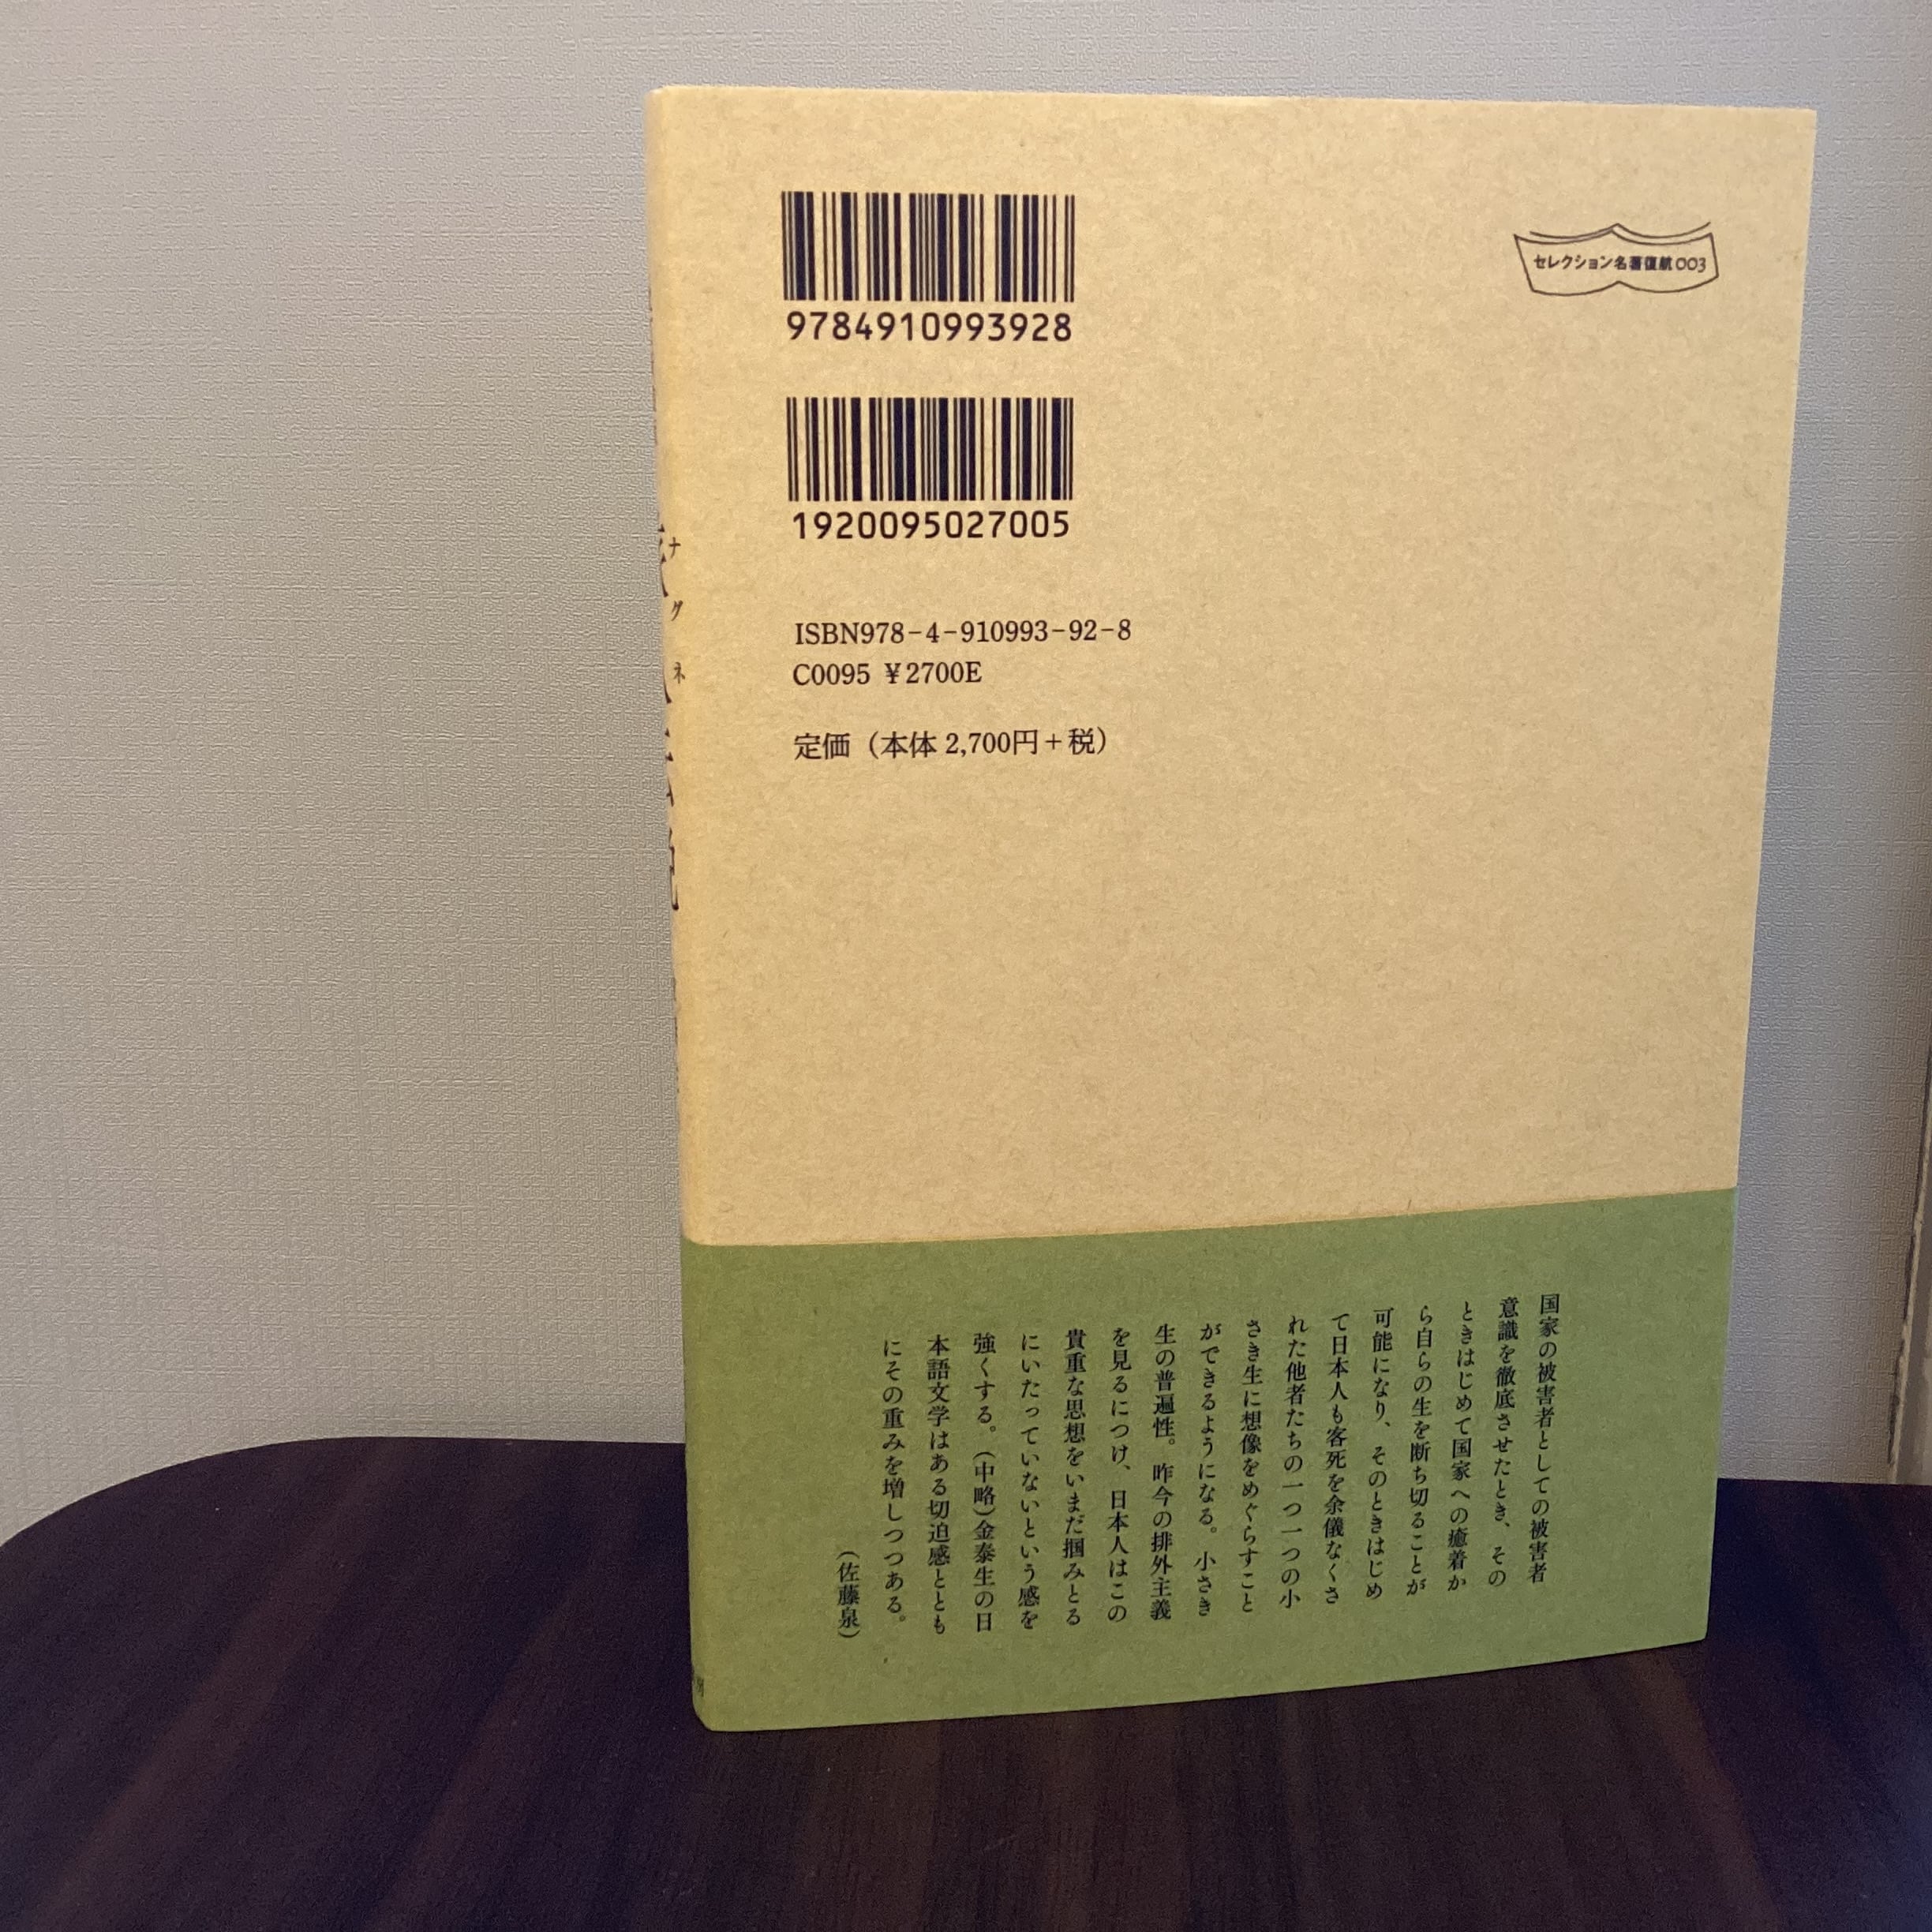 9784910993928
1920095027005
ISBN978-4-910993-92-8
C0095 ¥2700E
定価（本体 2,700円＋税）
セレクション名著復航003
ナグネ
伝説
国家の被害者としての被害者
意識を徹底させたとき、その
ときはじめて国家への癒着か
ら自らの生を断ち切ることが
可能になり、そのときはじめ
て日本人も客死を余儀なくさ
れた他者たちの一つ一つの小
さき生に想像をめぐらすこと
ができるようになる。小さき
生の普遍性。昨今の排外主義
を見るにつけ、日本人はこの
貴重な思想をいまだ掴みとる
にいたっていないという感を
強くする。（中略）金泰生の日
本語文学はある切迫感ととも
にその重みを増しつつある。
（佐藤泉）